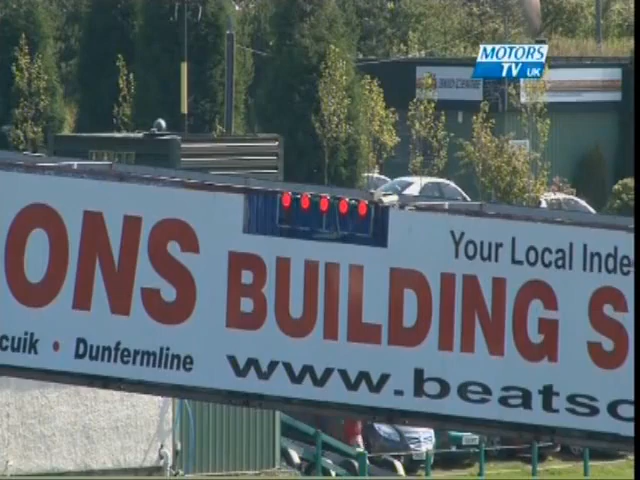 MOTORS
TV UK
Your Local Inde
ONS BUILDING S
cuik • Dunfermline
www.beatso